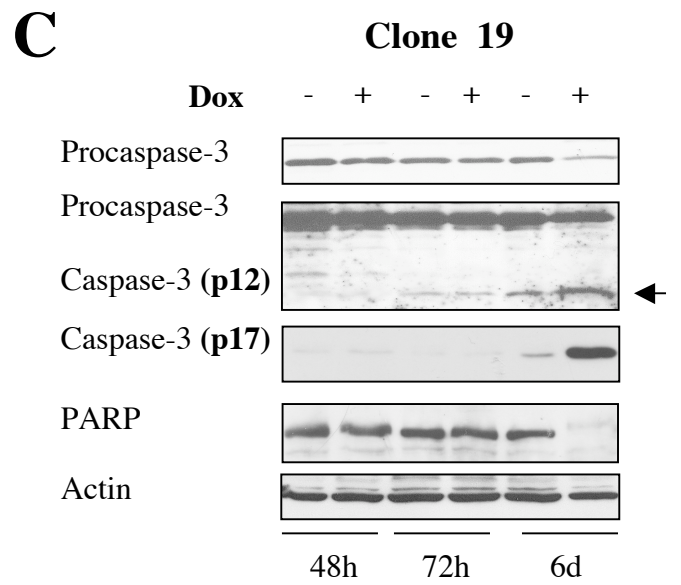 C
Clone 19
Dox - + - + - +
Procaspase-3
Procaspase-3
Caspase-3 (p12)
Caspase-3 (p17)
PARP
Actin
48h 72h 6d